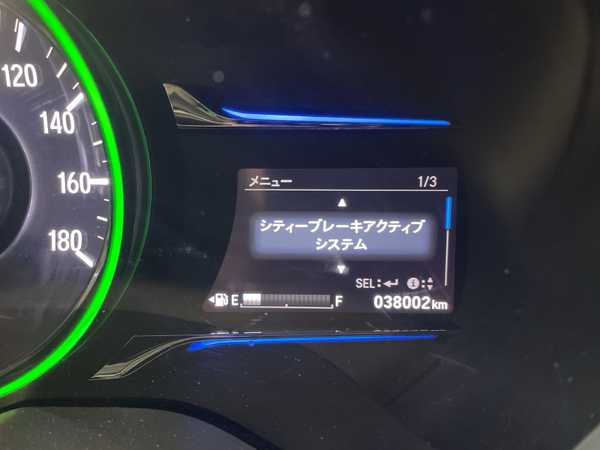 120
140
160
180
メニュー 1/3
▲
シティーブレーキアクティブ
システム
▼
SEL:↵ ⓘ:♦
E F 038002km